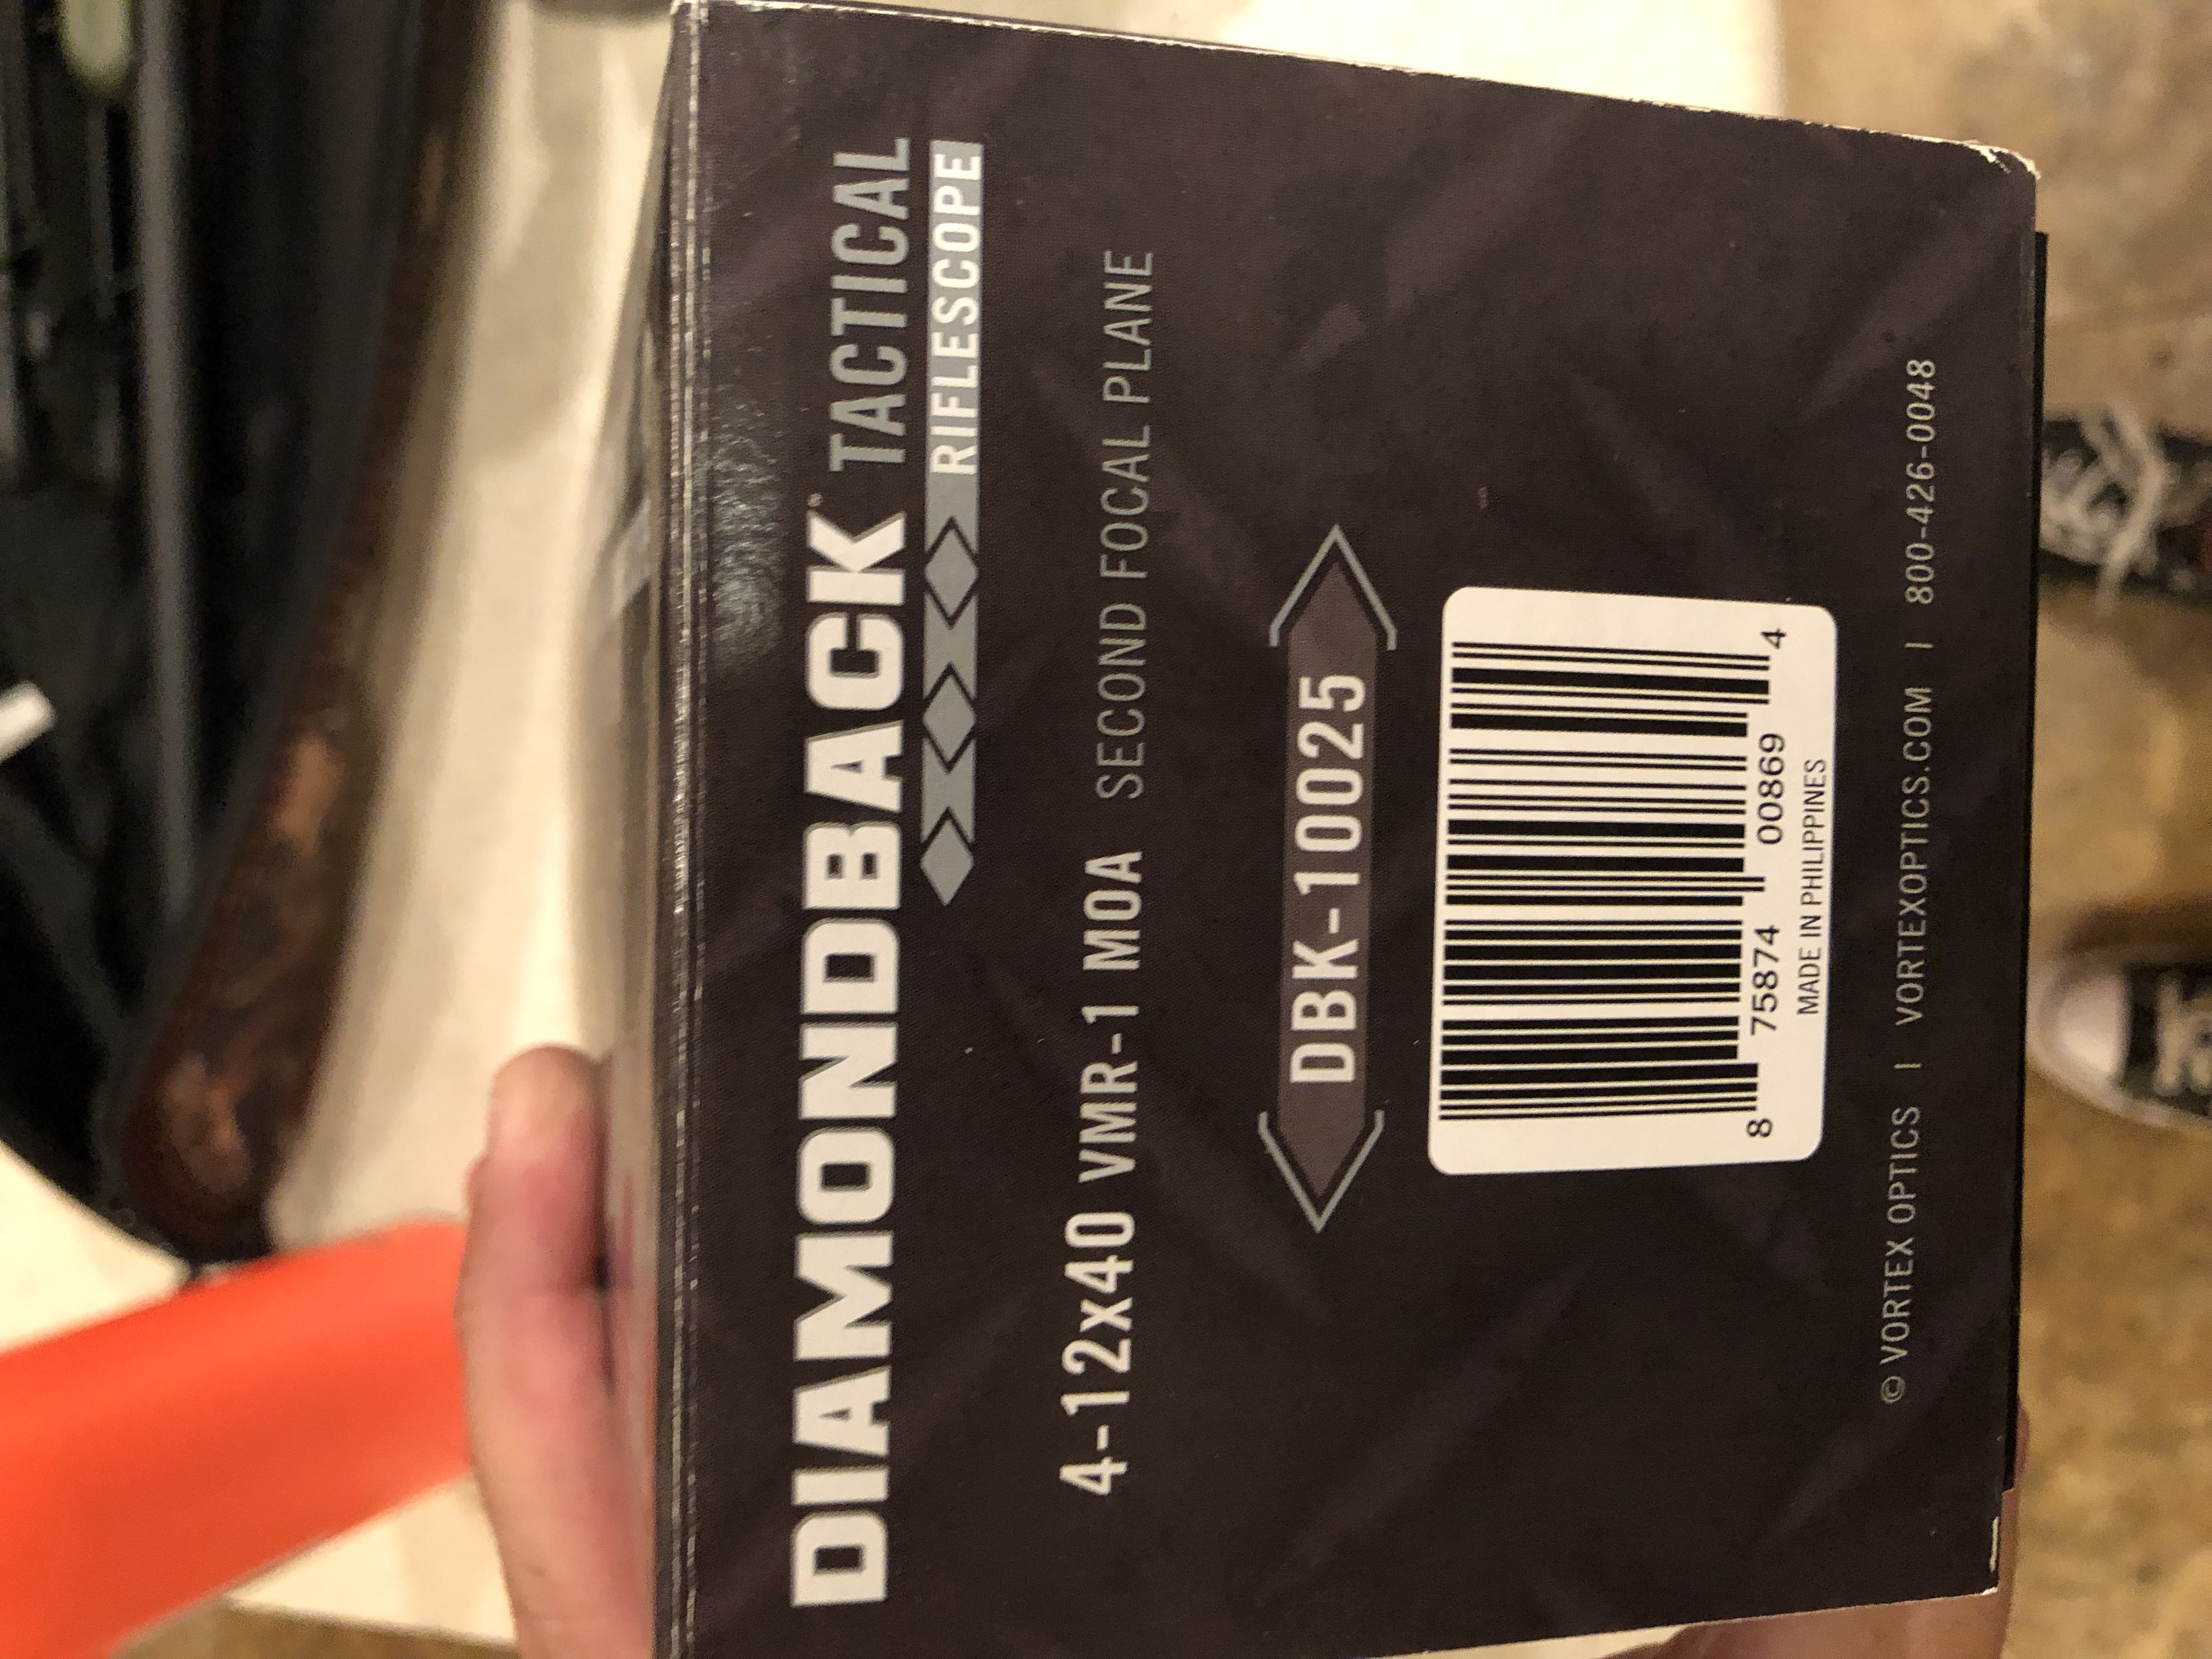 DIAMONDBACK® TACTICAL
RIFLESCOPE
4-12x40 VMR-1 MOA SECOND FOCAL PLANE
DBK-10025
8 75874 00869 4
MADE IN PHILIPPINES
© VORTEX OPTICS | VORTEXOPTICS.COM | 800-426-0048